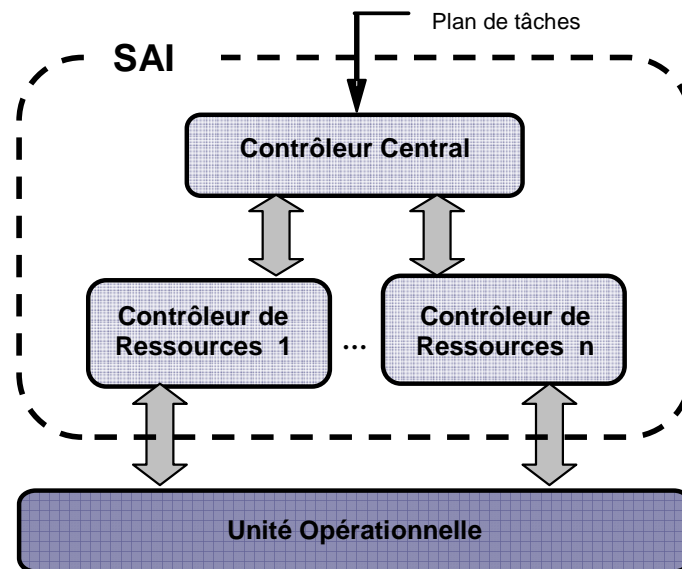 Plan de tâches
SAI
Contrôleur Central
Contrôleur de
Ressources 1
...
Contrôleur de
Ressources n
Unité Opérationnelle